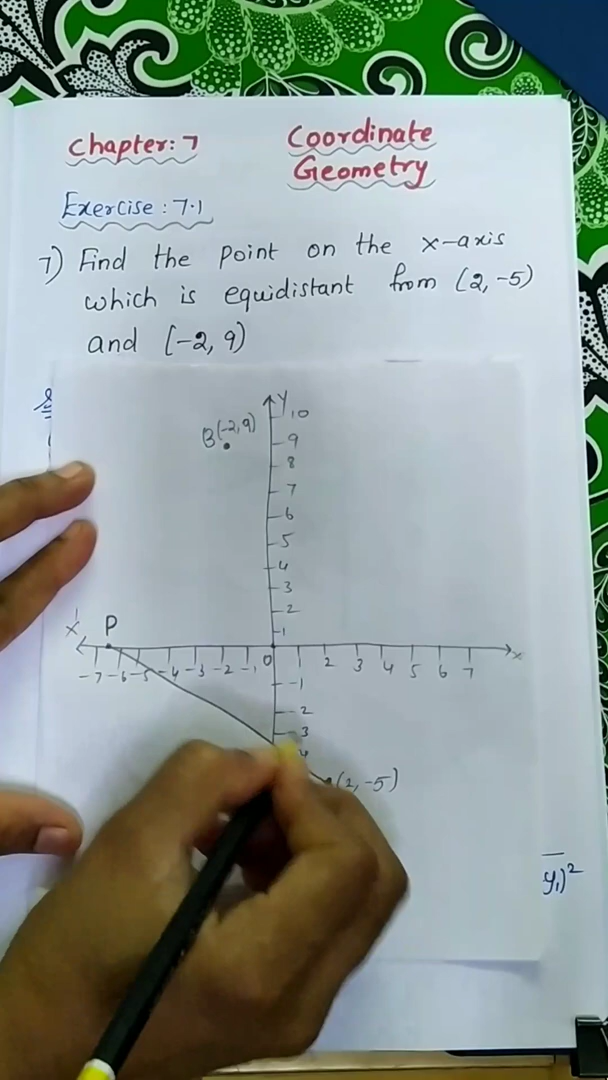 Chapter: 7
Coordinate
Geometry
Exercise : 7.1
7) Find the point on the x-axis
which is equidistant from (2, -5)
and (-2, 9)
Y
10
B(-2,9)
9
8
7
6
5
4
3
2
1
X'
P
0
x
-7 -6 -5 -4 -3 -2 -1
2 3 4 5 6 7
-1
-2
3
(2, -5)
y₁)²